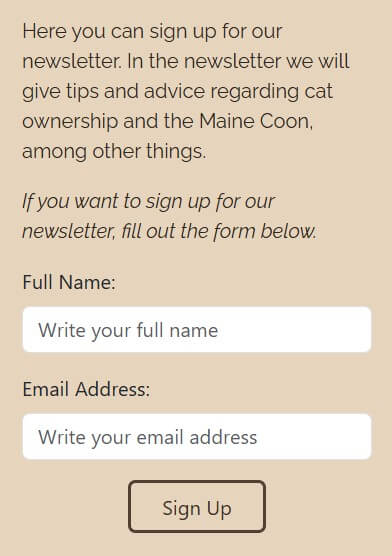 Here you can sign up for our
newsletter. In the newsletter we will
give tips and advice regarding cat
ownership and the Maine Coon,
among other things.
If you want to sign up for our
newsletter, fill out the form below.
Full Name:
Write your full name
Email Address:
Write your email address
Sign Up